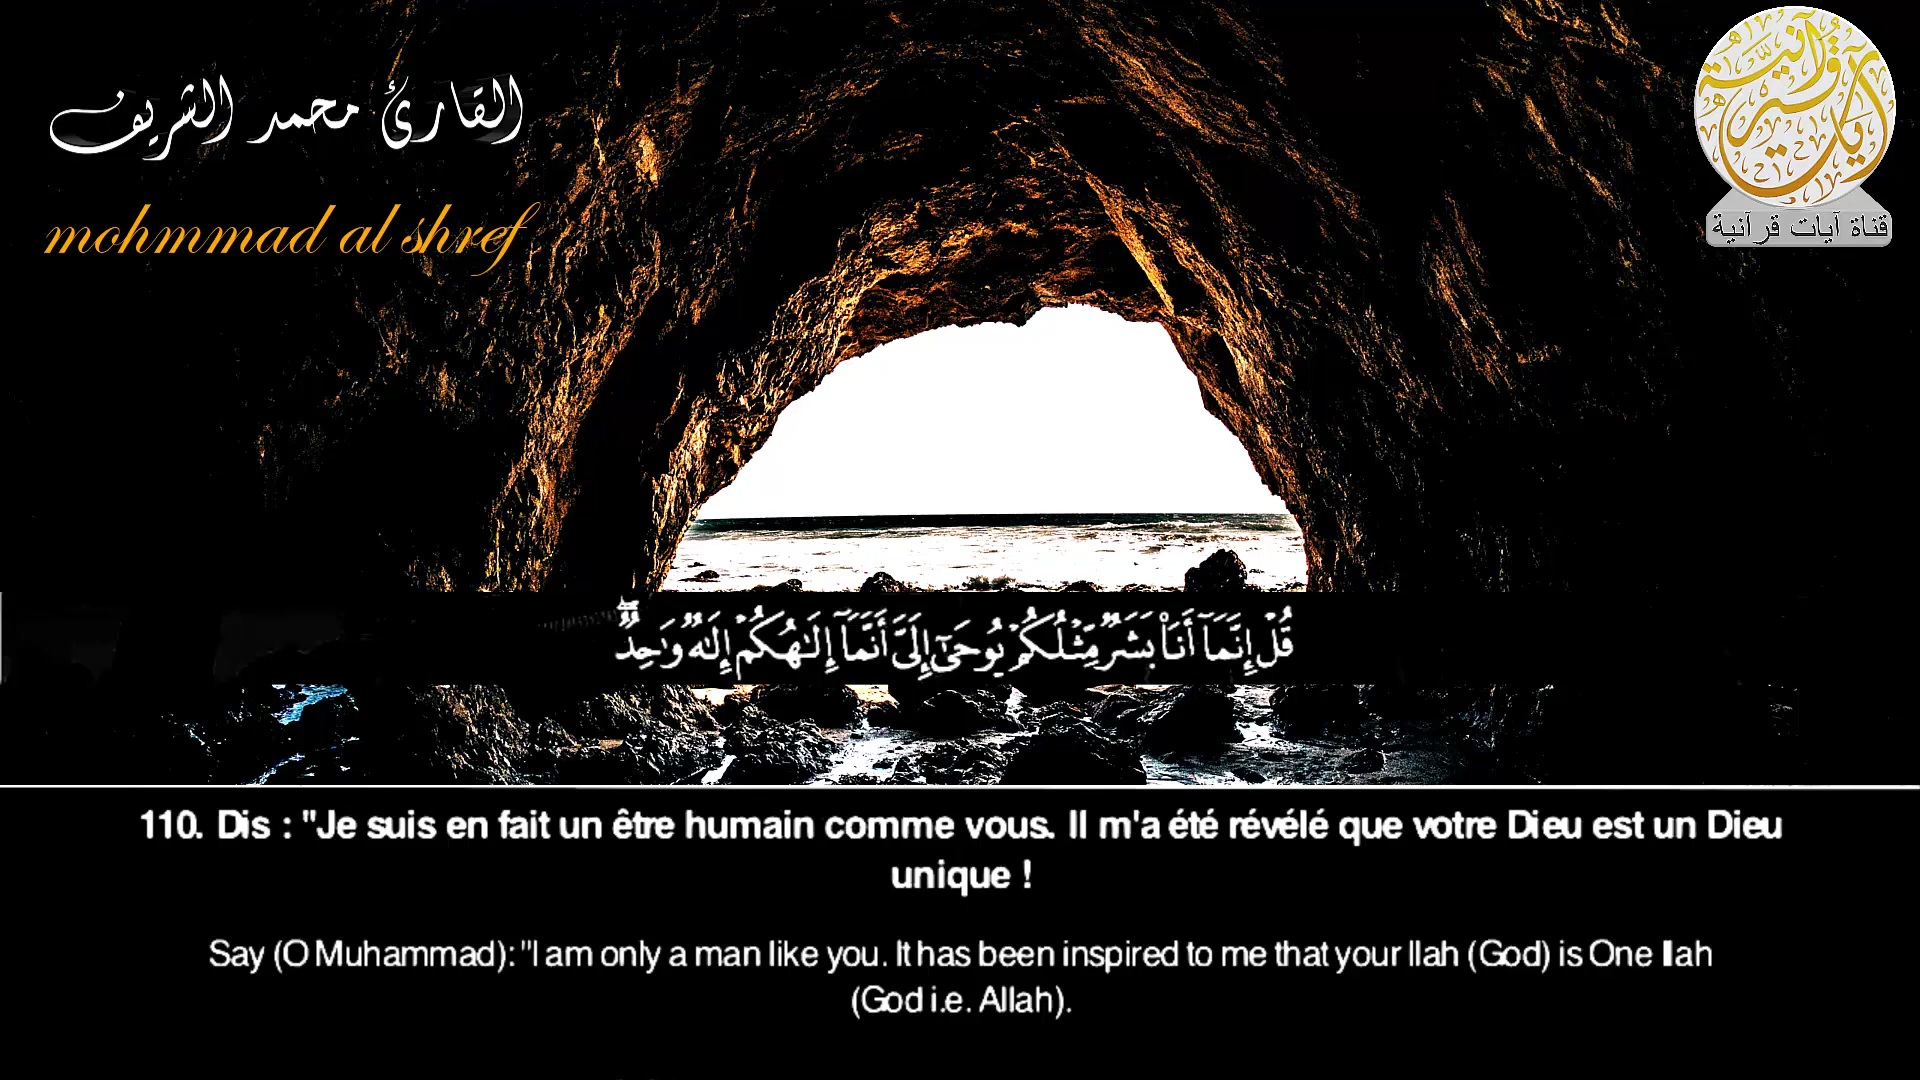 القارئ محمد الشريف
mohmmad al shref
آيات قرآنية
قناة آيات قرآنية
قُلْ إِنَّمَآ أَنَا۠ بَشَرٌ مِّثْلُكُمْ يُوحَىٰٓ إِلَىَّ أَنَّمَآ إِلَٰهُكُمْ إِلَٰهٌ وَٰحِدٌ ۖ
110. Dis : "Je suis en fait un être humain comme vous. Il m'a été révélé que votre Dieu est un Dieu
unique !
Say (O Muhammad): "I am only a man like you. It has been inspired to me that your Ilah (God) is One Ilah
(God i.e. Allah).